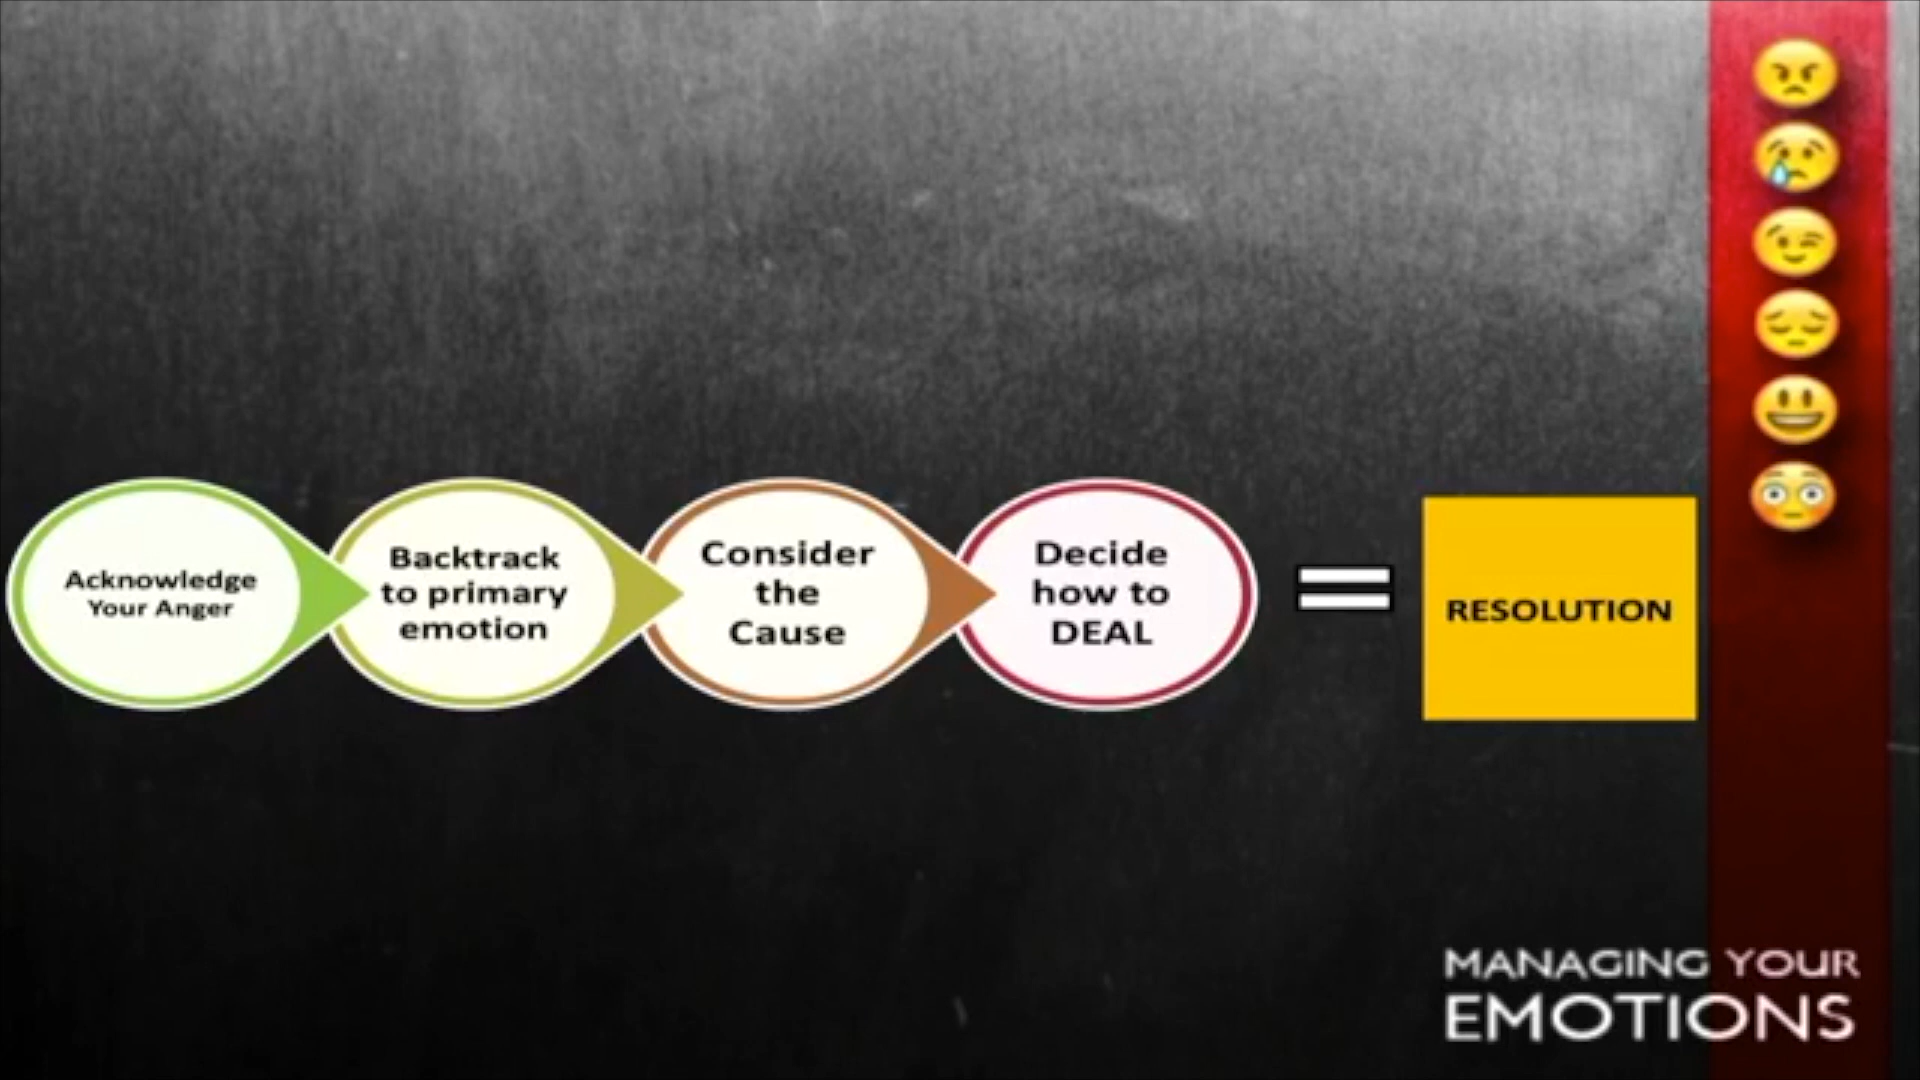 Acknowledge
Your Anger
Backtrack
to primary
emotion
Consider
the
Cause
Decide
how to
DEAL
=
RESOLUTION
MANAGING YOUR
EMOTIONS